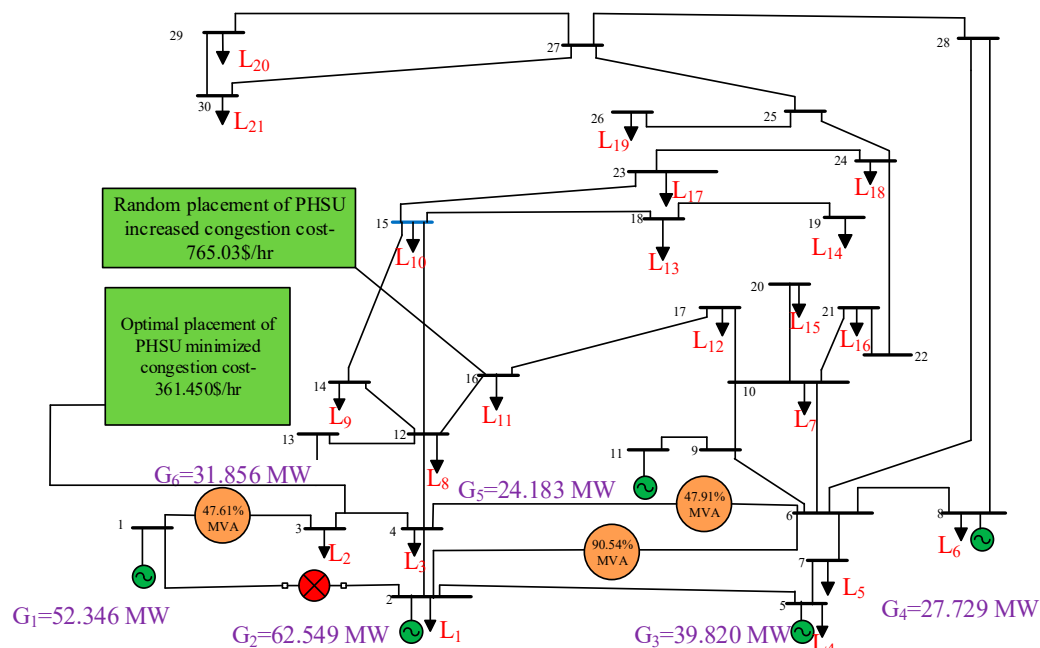 29
L20
27
28
30
L21
26
L19
25
24
L18
23
L17
Random placement of PHSU
increased congestion cost-
765.03$/hr
15
L10
18
L13
19
L14
Optimal placement of
PHSU minimized
congestion cost-
361.450$/hr
20
L15
17
L12
21
L16
22
14
L9
16
L11
10
L7
13
12
L8
11
9
G6=31.856 MW
G5=24.183 MW
47.61%
MVA
47.91%
MVA
1
3
L2
4
L3
6
8
L6
90.54%
MVA
7
L5
G1=52.346 MW
2
L1
G2=62.549 MW
5
L4
G3=39.820 MW
G4=27.729 MW